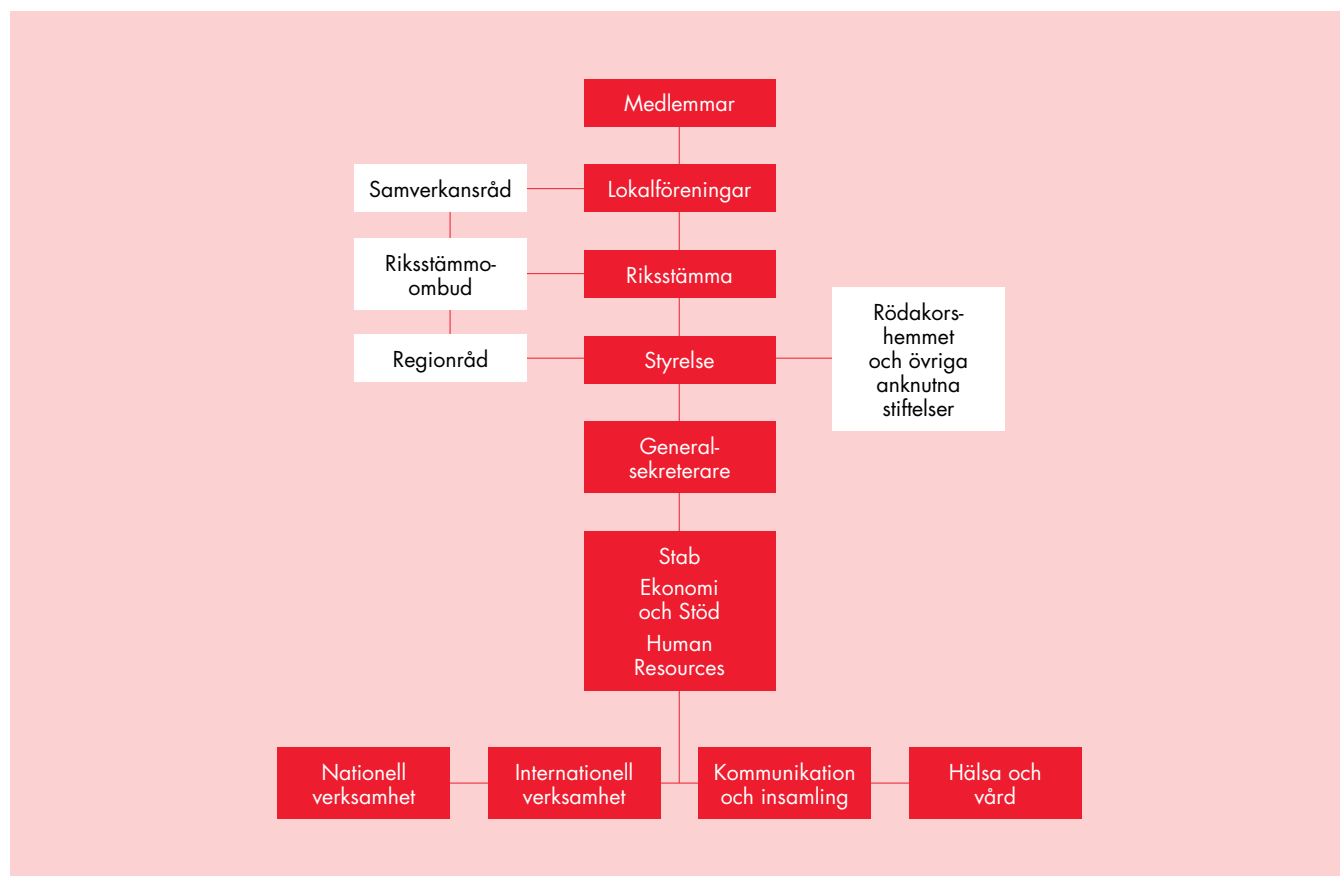 Medlemmar
Samverkansråd
Lokalföreningar
Riksstämmo-
ombud
Riksstämma
Rödakors-
hemmet
och övriga
anknutna
stiftelser
Regionråd
Styrelse
General-
sekreterare
Stab
Ekonomi
och Stöd
Human
Resources
Nationell
verksamhet
Internationell
verksamhet
Kommunikation
och insamling
Hälsa och
vård